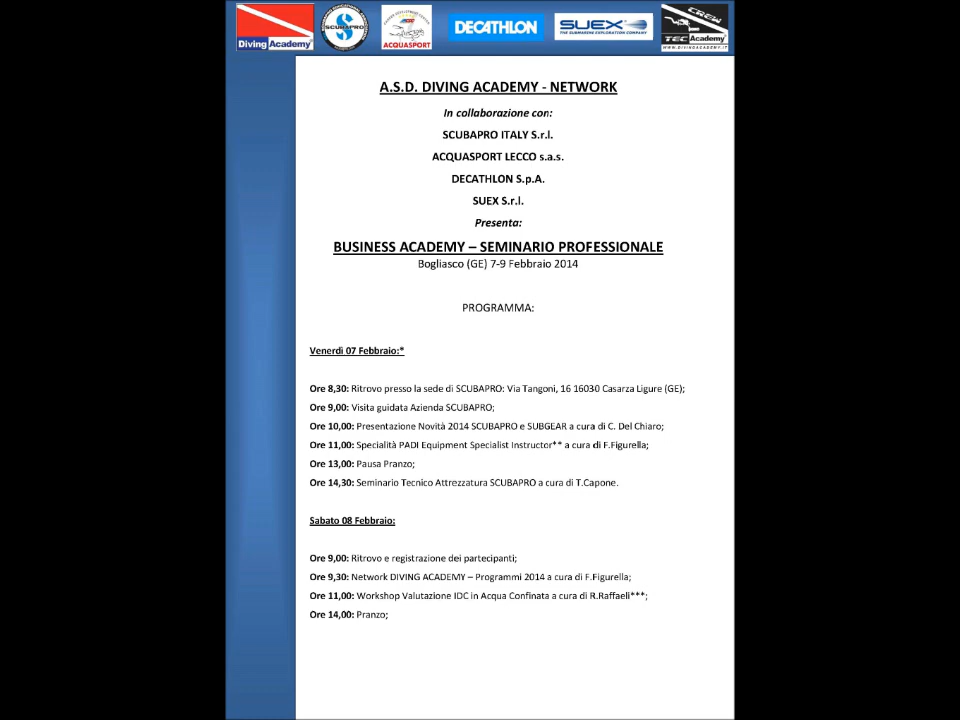 Diving Academy
SCUBAPRO
ACQUASPORT
DECATHLON
SUEX
THE SUBMARINE EXPLORATION COMPANY
CREW
TEC Academy
WWW.DIVINGACADEMY.IT
A.S.D. DIVING ACADEMY - NETWORK
In collaborazione con:
SCUBAPRO ITALY S.r.l.
ACQUASPORT LECCO s.a.s.
DECATHLON S.p.A.
SUEX S.r.l.
Presenta:
BUSINESS ACADEMY – SEMINARIO PROFESSIONALE
Bogliasco (GE) 7-9 Febbraio 2014
PROGRAMMA:
Venerdì 07 Febbraio:*
Ore 8,30: Ritrovo presso la sede di SCUBAPRO: Via Tangoni, 16 16030 Casarza Ligure (GE);
Ore 9,00: Visita guidata Azienda SCUBAPRO;
Ore 10,00: Presentazione Novità 2014 SCUBAPRO e SUBGEAR a cura di C. Del Chiaro;
Ore 11,00: Specialità PADI Equipment Specialist Instructor** a cura di F.Figurella;
Ore 13,00: Pausa Pranzo;
Ore 14,30: Seminario Tecnico Attrezzatura SCUBAPRO a cura di T.Capone.
Sabato 08 Febbraio:
Ore 9,00: Ritrovo e registrazione dei partecipanti;
Ore 9,30: Network DIVING ACADEMY – Programmi 2014 a cura di F.Figurella;
Ore 11,00: Workshop Valutazione IDC in Acqua Confinata a cura di R.Raffaeli***;
Ore 14,00: Pranzo;